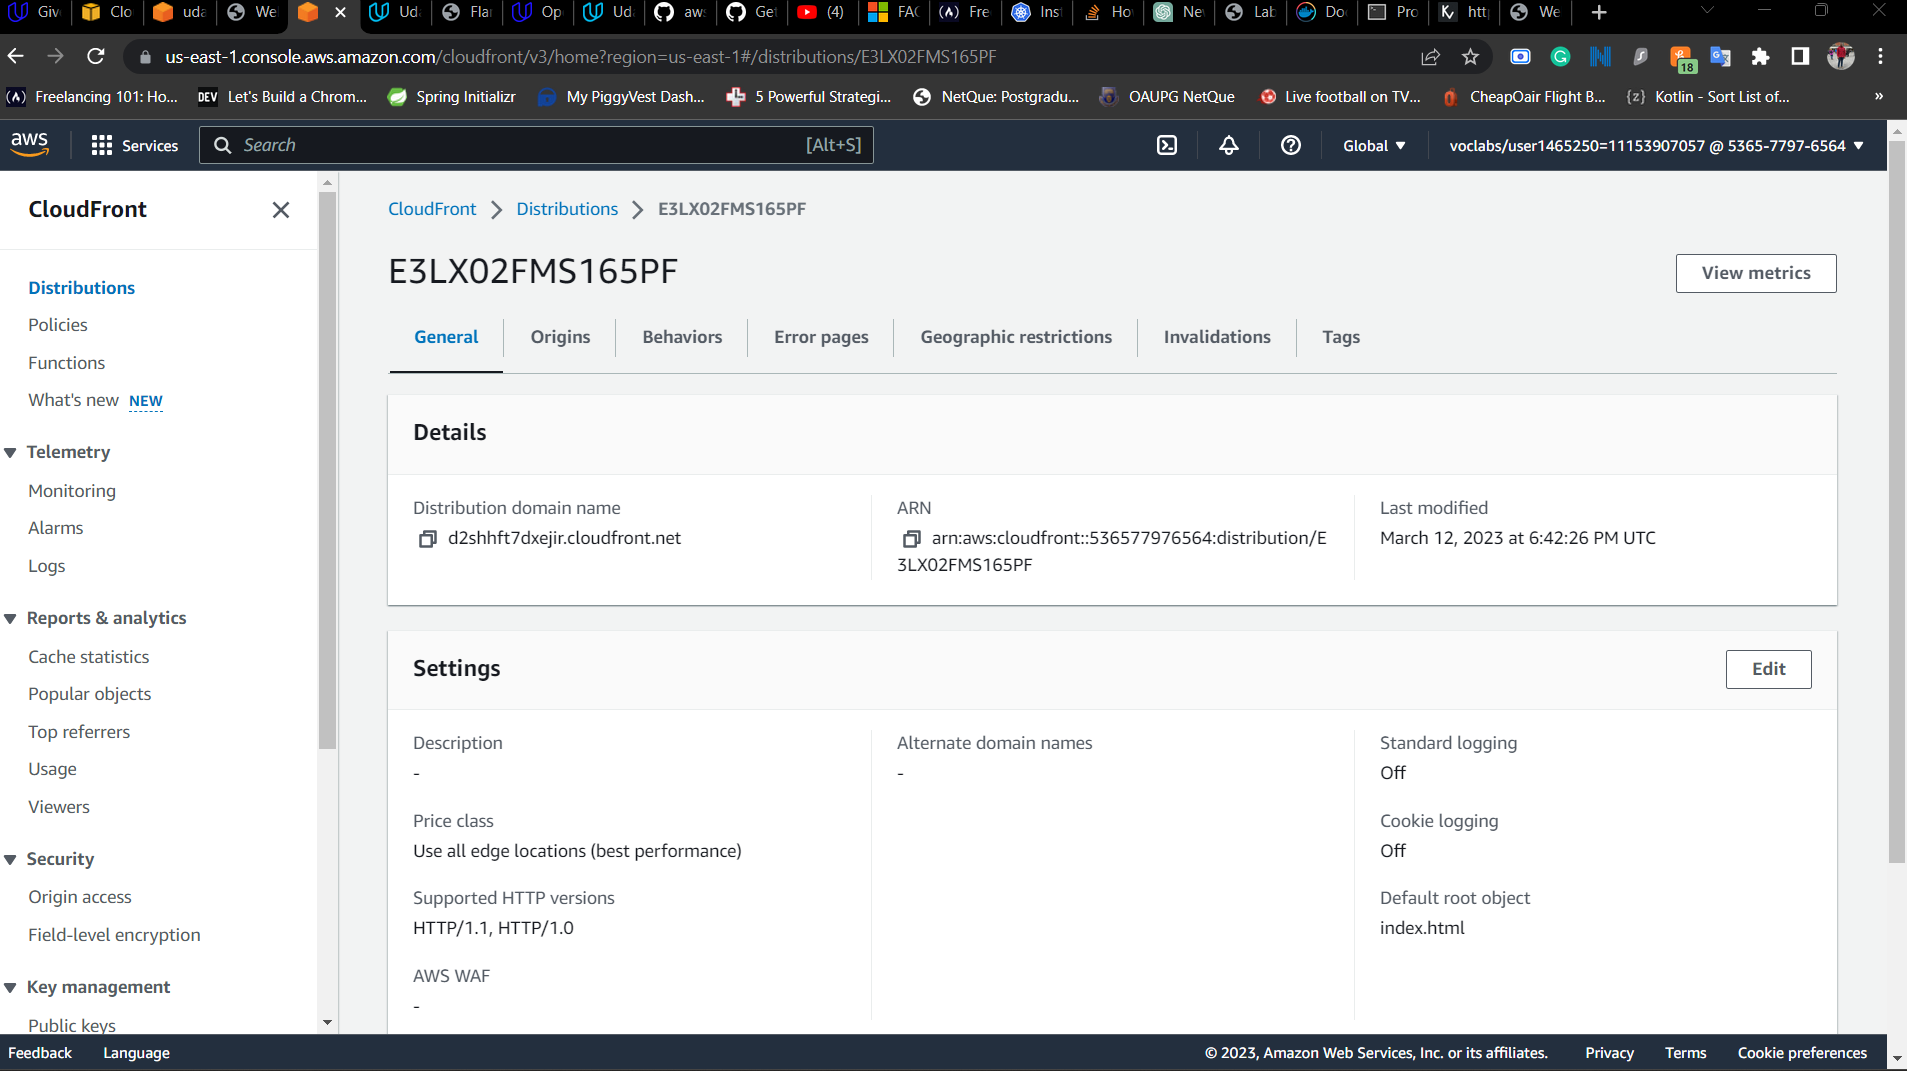 Giv Clo uda We Ud Flar Op Ud aws Get (4) FAC Fre Inst Ho Ne Lab Do Pro htt We
us-east-1.console.aws.amazon.com/cloudfront/v3/home?region=us-east-1#/distributions/E3LX02FMS165PF
18
Freelancing 101: Ho... DEV Let's Build a Chrom... Spring Initializr My PiggyVest Dash... 5 Powerful Strategi... NetQue: Postgradu... OAUPG NetQue Live football on TV... CheapOair Flight B... {z} Kotlin - Sort List of... »
aws Services Search [Alt+S] Global voclabs/user1465250=11153907057 @ 5365-7797-6564
CloudFront
Distributions
Policies
Functions
What's new NEW
Telemetry
Monitoring
Alarms
Logs
Reports & analytics
Cache statistics
Popular objects
Top referrers
Usage
Viewers
Security
Origin access
Field-level encryption
Key management
Public keys
CloudFront Distributions E3LX02FMS165PF
E3LX02FMS165PF
View metrics
General Origins Behaviors Error pages Geographic restrictions Invalidations Tags
Details
Distribution domain name
d2shhft7dxejir.cloudfront.net
ARN
arn:aws:cloudfront::536577976564:distribution/E
3LX02FMS165PF
Last modified
March 12, 2023 at 6:42:26 PM UTC
Settings
Edit
Description
-
Price class
Use all edge locations (best performance)
Supported HTTP versions
HTTP/1.1, HTTP/1.0
AWS WAF
-
Alternate domain names
-
Standard logging
Off
Cookie logging
Off
Default root object
index.html
Feedback Language © 2023, Amazon Web Services, Inc. or its affiliates. Privacy Terms Cookie preferences